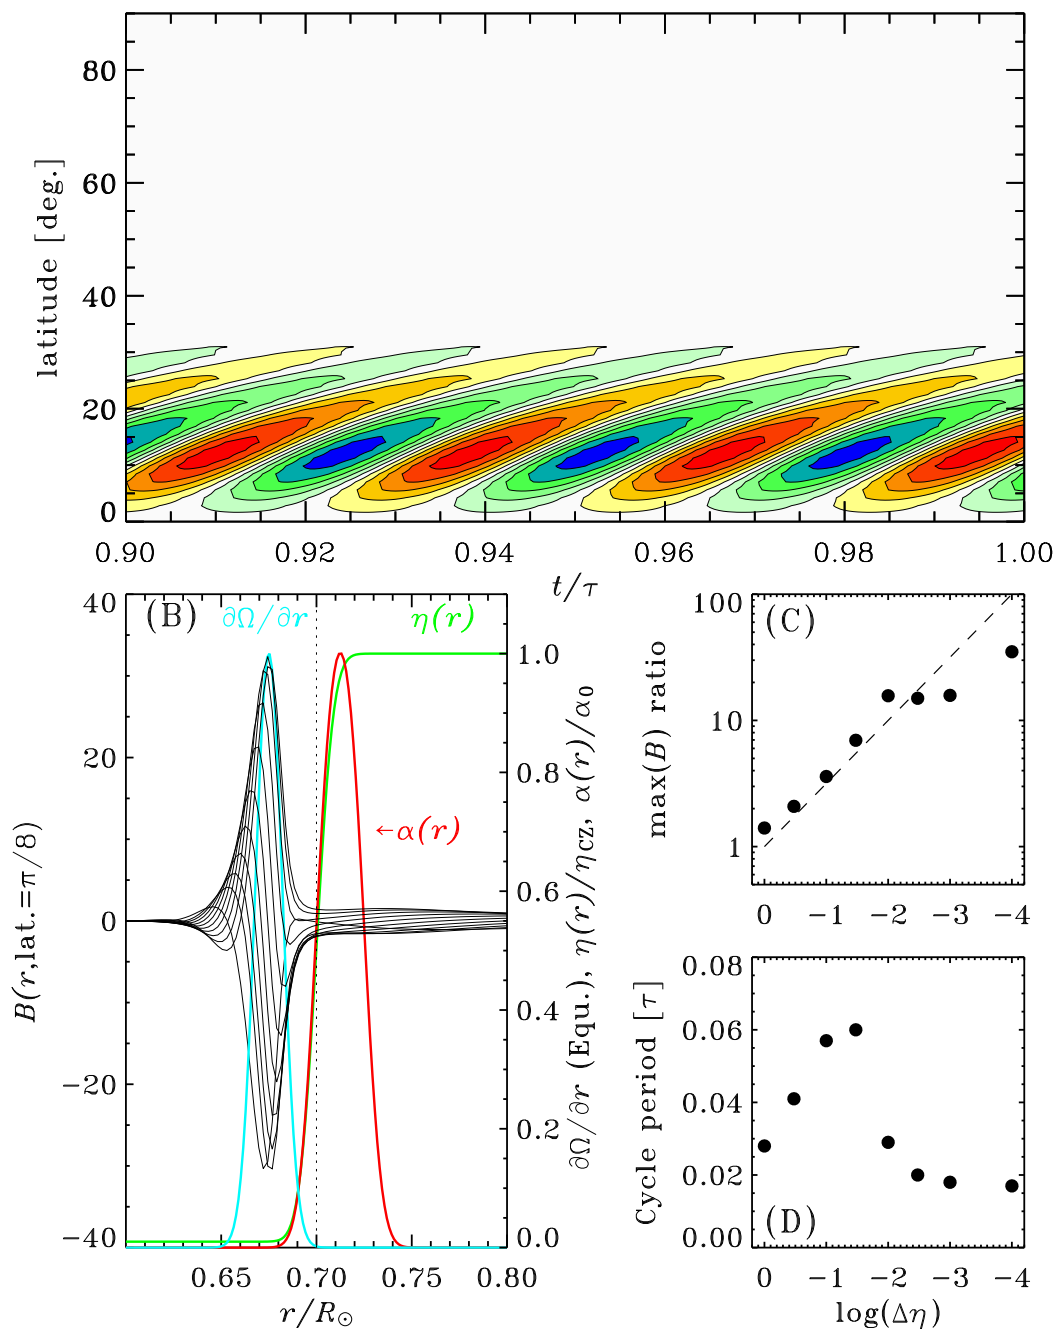 80
60
40
20
0
latitude [deg.]
0.90 0.92 0.94 0.96 0.98 1.00
t/τ
(B) ∂Ω/∂r η(r)
←α(r)
40
20
0
−20
−40
B(r,lat.=π/8)
1.0
0.8
0.6
0.4
0.2
0.0
∂Ω/∂r (Equ.), η(r)/ηCZ, α(r)/α0
0.65 0.70 0.75 0.80
r/R☉
(C)
100
10
1
max(B) ratio
0 −1 −2 −3 −4
0.08
0.06
0.04
0.02
0.00
Cycle period [τ]
(D)
0 −1 −2 −3 −4
log(Δη)